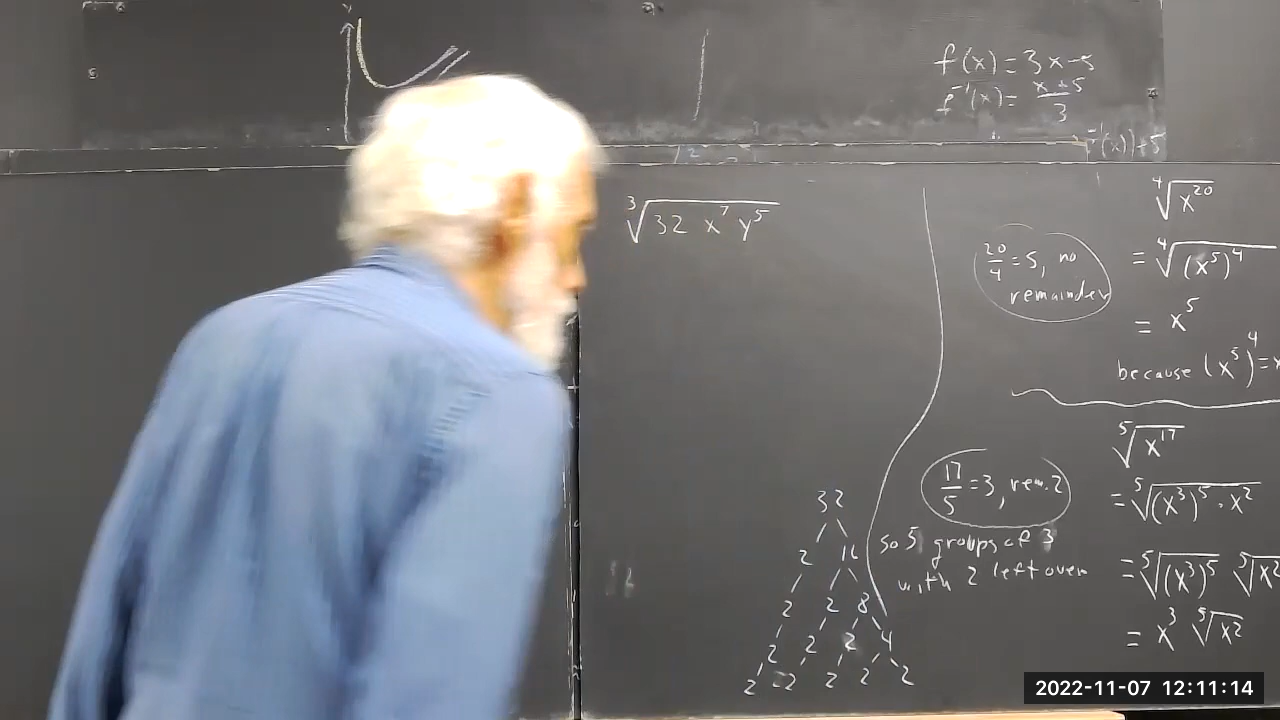 y
f(x)=3x-5
f⁻¹(x)= x+5/3
⁻¹(x))+5
∛(32 x⁷ y⁵)
⁴√(x²⁰)
20/4=5, no remainder
= ⁴√((x⁵)⁴)
= x⁵
because (x⁵)⁴=x
⁵√(x¹⁷)
17/5=3, rem. 2
= ⁵√((x³)⁵ · x²)
so 5 groups of 3
with 2 left over
= ⁵√((x³)⁵) ⁵√(x²
= x³ ⁵√(x²)
32
2 16
2 2 8
2 2 2 4
2 2 2 2 2
2022-11-07 12:11:14